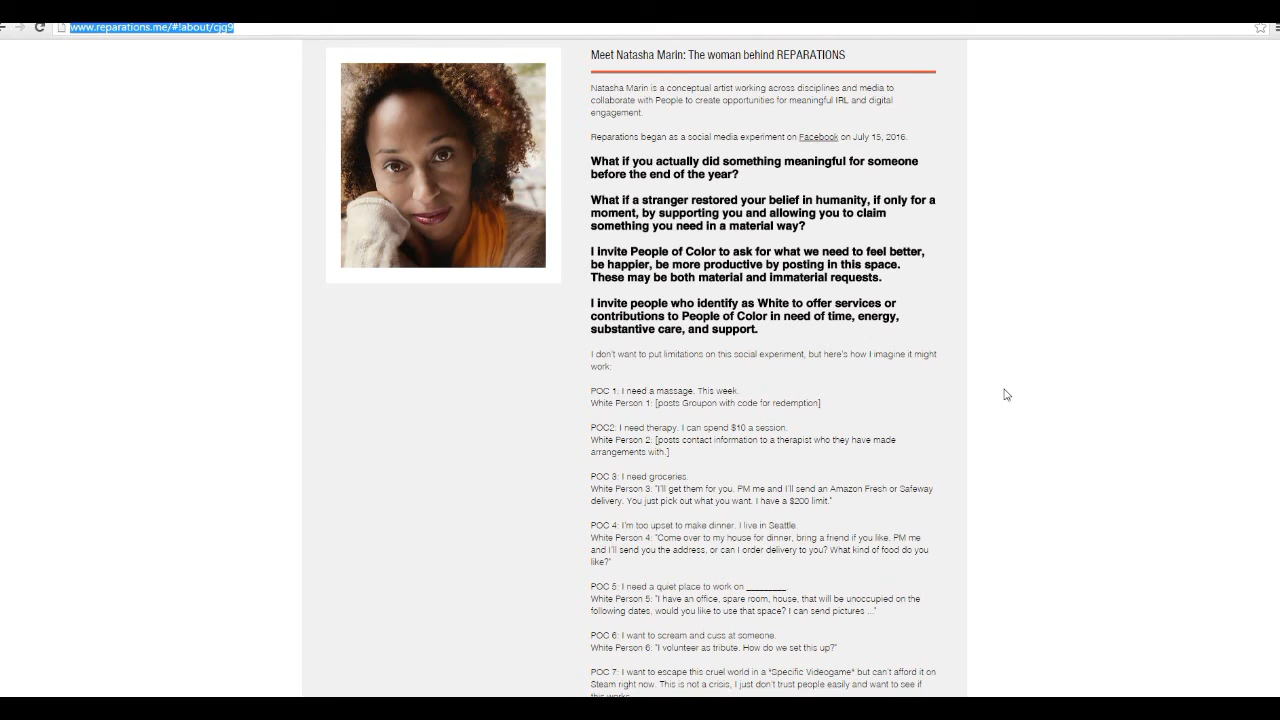 www.reparations.me/#!about/cjg9
Meet Natasha Marin: The woman behind REPARATIONS
Natasha Marin is a conceptual artist working across disciplines and media to
collaborate with People to create opportunities for meaningful IRL and digital
engagement.
Reparations began as a social media experiment on Facebook on July 15, 2016.
What if you actually did something meaningful for someone
before the end of the year?
What if a stranger restored your belief in humanity, if only for a
moment, by supporting you and allowing you to claim
something you need in a material way?
I invite People of Color to ask for what we need to feel better,
be happier, be more productive by posting in this space.
These may be both material and immaterial requests.
I invite people who identify as White to offer services or
contributions to People of Color in need of time, energy,
substantive care, and support.
I don't want to put limitations on this social experiment, but here's how I imagine it might
work:
POC 1: I need a massage. This week.
White Person 1: [posts Groupon with code for redemption]
POC2: I need therapy. I can spend $10 a session.
White Person 2: [posts contact information to a therapist who they have made
arrangements with.]
POC 3: I need groceries.
White Person 3: "I'll get them for you. PM me and I'll send an Amazon Fresh or Safeway
delivery. You just pick out what you want. I have a $200 limit."
POC 4: I'm too upset to make dinner. I live in Seattle.
White Person 4: "Come over to my house for dinner, bring a friend if you like. PM me
and I'll send you the address, or can I order delivery to you? What kind of food do you
like?"
POC 5: I need a quiet place to work on ________.
White Person 5: "I have an office, spare room, house, that will be unoccupied on the
following dates, would you like to use that space? I can send pictures ..."
POC 6: I want to scream and cuss at someone.
White Person 6: "I volunteer as tribute. How do we set this up?"
POC 7: I want to escape this cruel world in a *Specific Videogame* but can't afford it on
Steam right now. This is not a crisis, I just don't trust people easily and want to see if
this works.